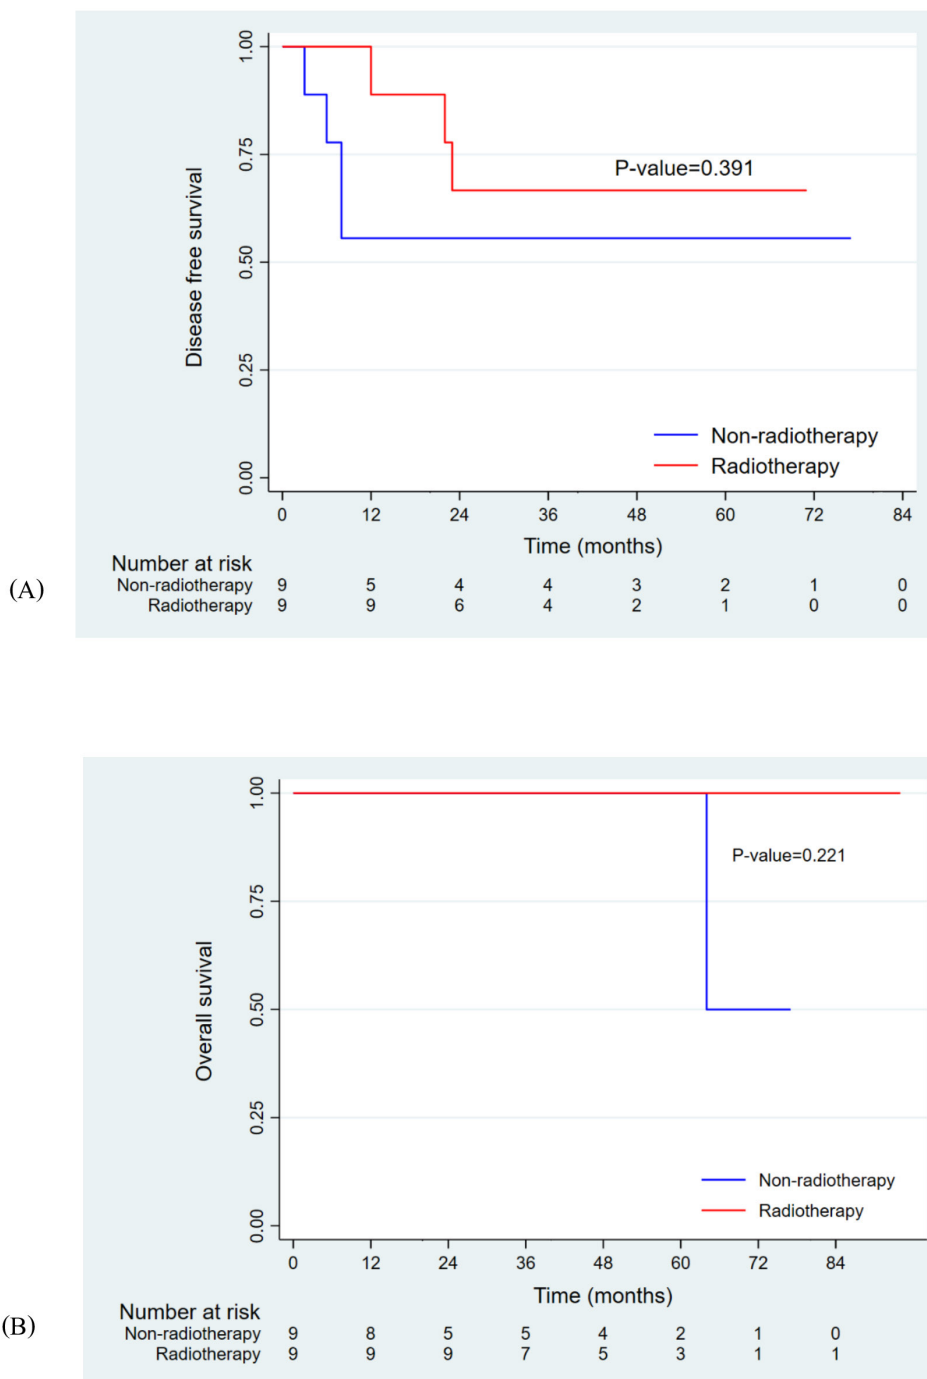 1.00
0.75
0.50
0.25
0.00
Disease free survival
P-value=0.391
Non-radiotherapy
Radiotherapy
0 12 24 36 48 60 72 84
Time (months)
Number at risk
Non-radiotherapy 9 5 4 4 3 2 1 0
Radiotherapy 9 9 6 4 2 1 0 0
(A)
1.00
0.75
0.50
0.25
0.00
Overall suvival
P-value=0.221
Non-radiotherapy
Radiotherapy
0 12 24 36 48 60 72 84
Time (months)
Number at risk
Non-radiotherapy 9 8 5 5 4 2 1 0
Radiotherapy 9 9 9 7 5 3 1 1
(B)